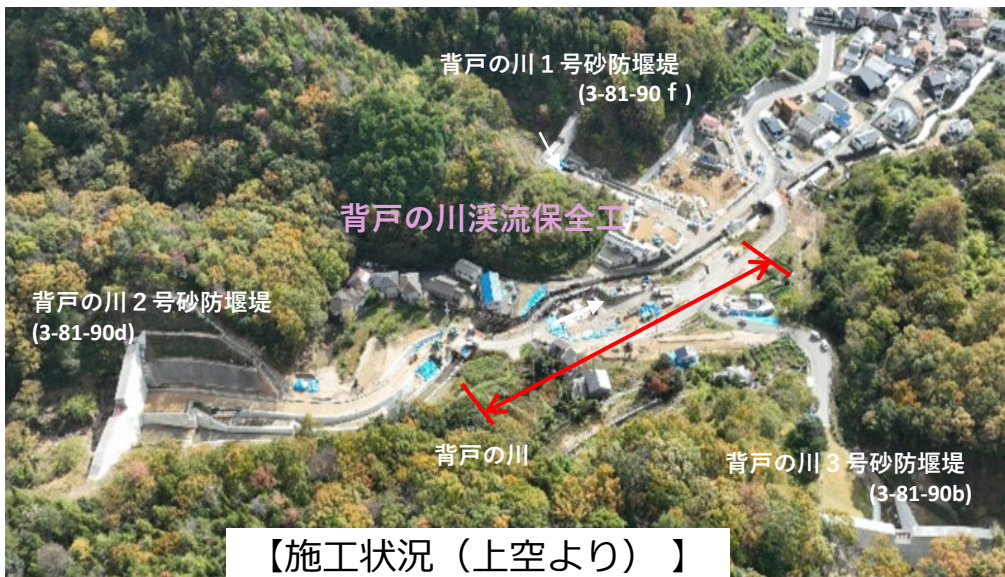 背戸の川１号砂防堰堤
(3-81-90ｆ)
背戸の川渓流保全工
背戸の川２号砂防堰堤
(3-81-90d)
背戸の川
背戸の川３号砂防堰堤
(3-81-90b)
【施工状況（上空より） 】